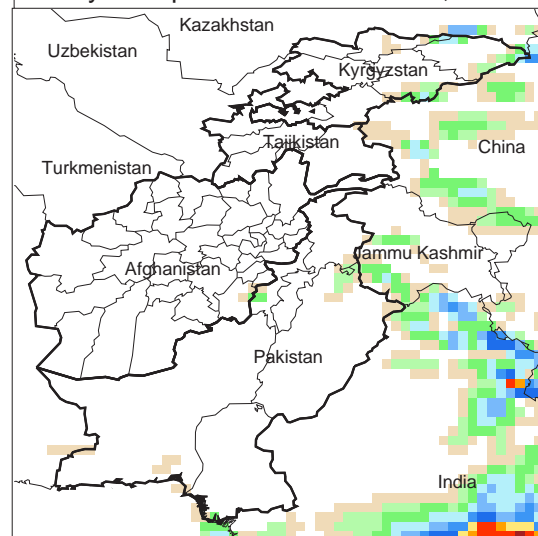 Kazakhstan
Uzbekistan
Kyrgyzstan
Tajikistan
China
Turkmenistan
Jammu Kashmir
Afghanistan
Pakistan
India